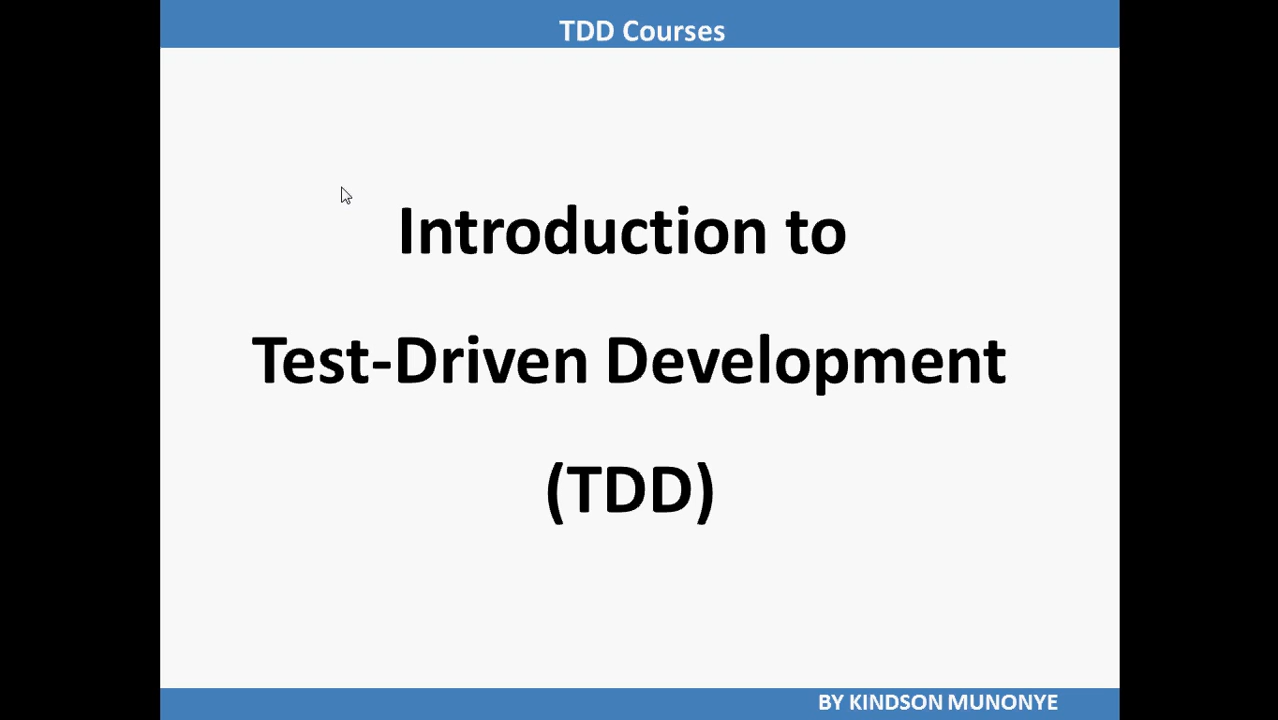 TDD Courses
Introduction to
Test-Driven Development
(TDD)
BY KINDSON MUNONYE